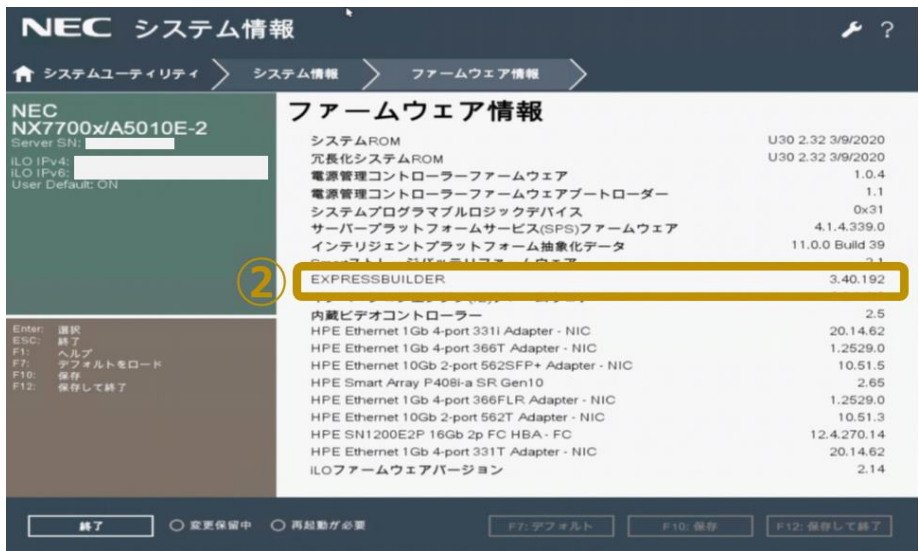 NEC システム情報
?
システムユーティリティ
システム情報
ファームウェア情報
NEC
NX7700x/A5010E-2
Server SN:
iLO IPv4:
iLO IPv6:
User Default: ON
Enter: 選択
ESC: 終了
F1: ヘルプ
F7: デフォルトをロード
F10: 保存
F12: 保存して終了
ファームウェア情報
システムROM U30 2.32 3/9/2020
冗長化システムROM U30 2.32 3/9/2020
電源管理コントローラーファームウェア 1.0.4
電源管理コントローラーファームウェアブートローダー 1.1
システムプログラマブルロジックデバイス 0x31
サーバープラットフォームサービス(SPS)ファームウェア 4.1.4.339.0
インテリジェントプラットフォーム抽象化データ 11.0.0 Build 39
②
EXPRESSBUILDER 3.40.192
内蔵ビデオコントローラー 2.5
HPE Ethernet 1Gb 4-port 331i Adapter - NIC 20.14.62
HPE Ethernet 1Gb 4-port 366T Adapter - NIC 1.2529.0
HPE Ethernet 10Gb 2-port 562SFP+ Adapter - NIC 10.51.5
HPE Smart Array P408i-a SR Gen10 2.65
HPE Ethernet 1Gb 4-port 366FLR Adapter - NIC 1.2529.0
HPE Ethernet 10Gb 2-port 562T Adapter - NIC 10.51.3
HPE SN1200E2P 16Gb 2p FC HBA - FC 12.4.270.14
HPE Ethernet 1Gb 4-port 331T Adapter - NIC 20.14.62
iLOファームウェアバージョン 2.14
終了
変更保留中
再起動が必要
F7: デフォルト
F10: 保存
F12: 保存して終了